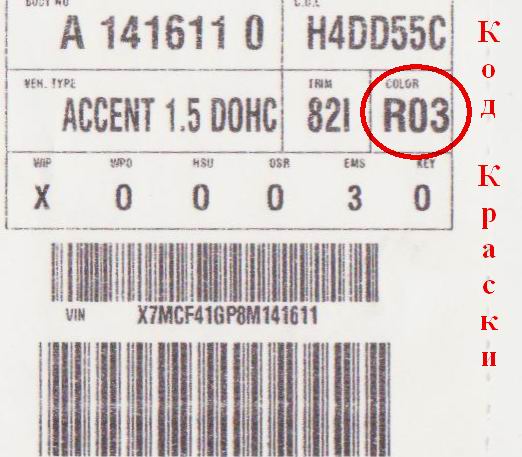 BODY NO
A 141611 0 H4DD55C
VEH. TYPE TRIM COLOR
ACCENT 1.5 DOHC 82I R03
WIP WPO HSU OSR EMS KEY
X 0 0 0 3 0
VIN X7MCF41GP8M141611
Код Краски